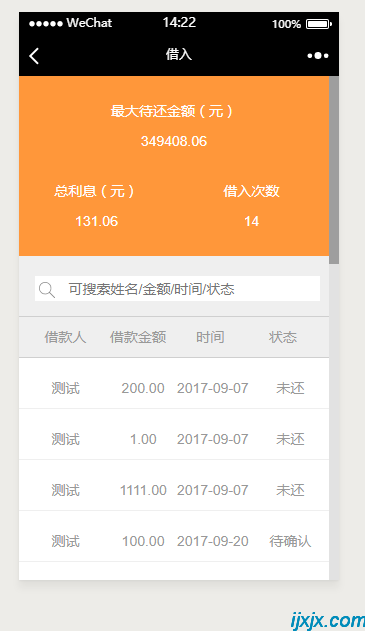 WeChat 14:22 100%
借入
最大待还金额（元）
349408.06
总利息（元） 借入次数
131.06 14
可搜索姓名/金额/时间/状态
借款人 借款金额 时间 状态
测试 200.00 2017-09-07 未还
测试 1.00 2017-09-07 未还
测试 1111.00 2017-09-07 未还
测试 100.00 2017-09-20 待确认
ijxjx.com